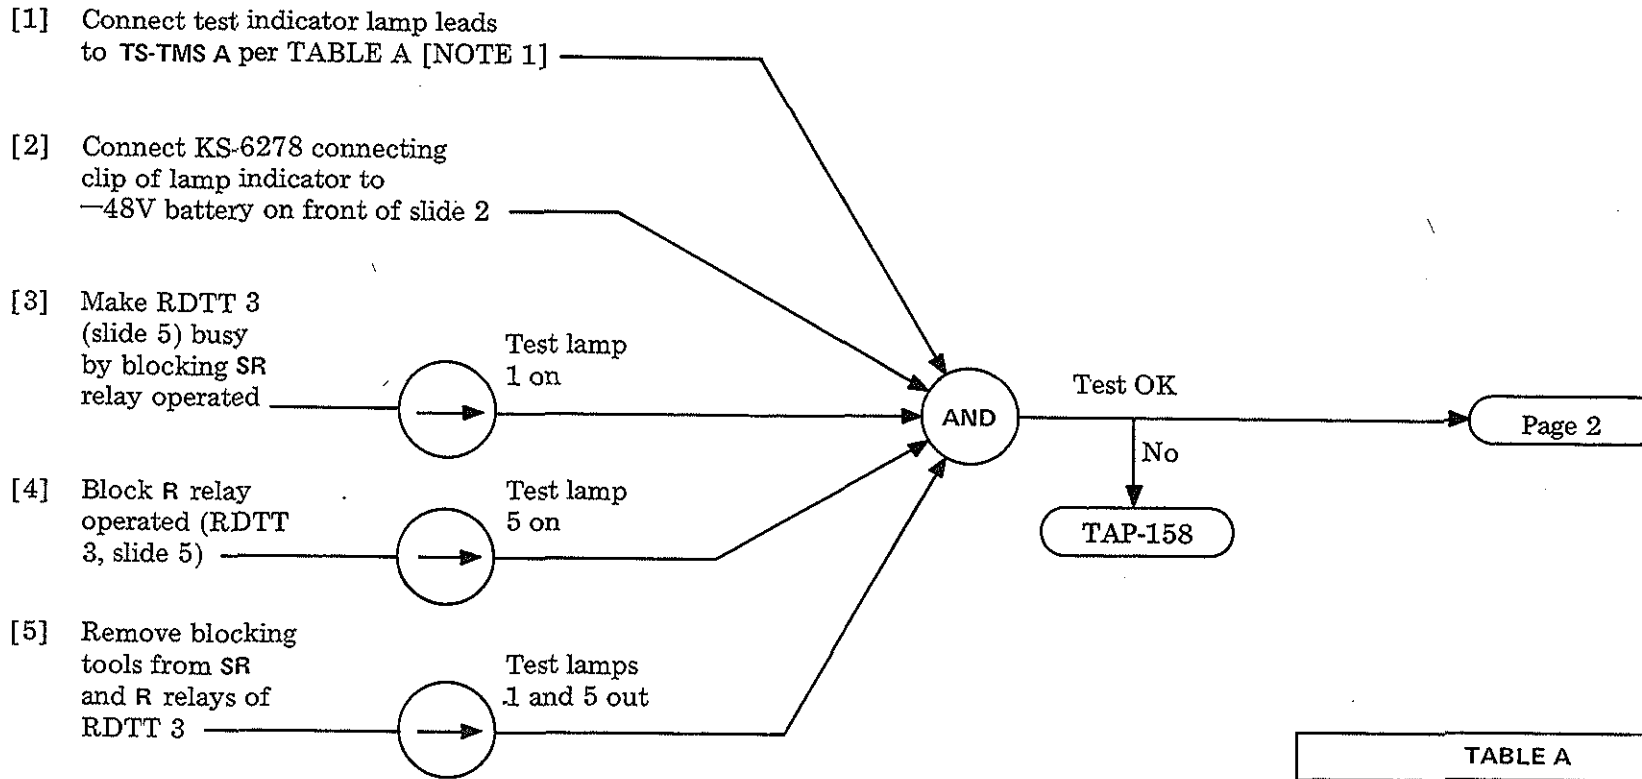 [1] Connect test indicator lamp leads
to TS-TMS A per TABLE A [NOTE 1]
[2] Connect KS-6278 connecting
clip of lamp indicator to
—48V battery on front of slide 2
[3] Make RDTT 3
(slide 5) busy
by blocking SR
relay operated
Test lamp
1 on
[4] Block R relay
operated (RDTT
3, slide 5)
Test lamp
5 on
[5] Remove blocking
tools from SR
and R relays of
RDTT 3
Test lamps
1 and 5 out
AND
Test OK
No
Page 2
TAP-158
TABLE A